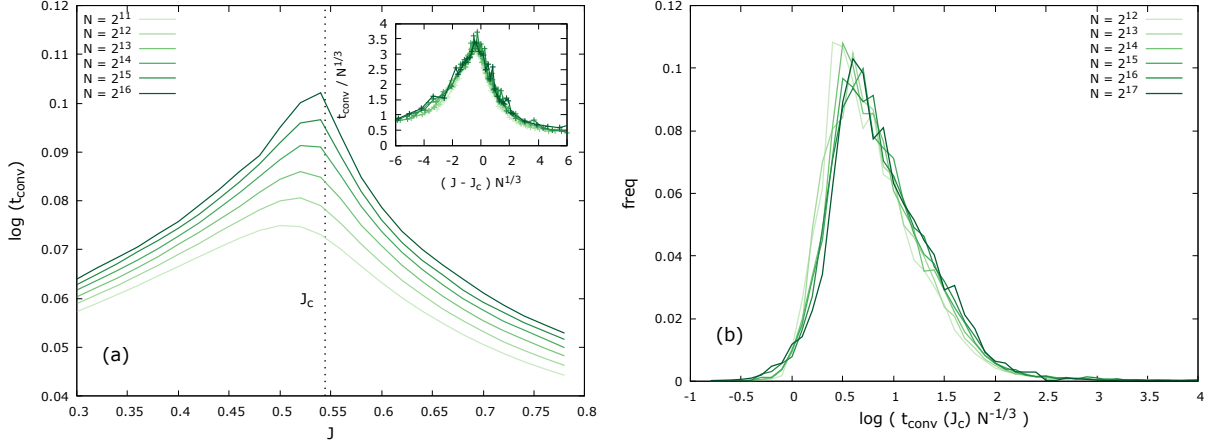 N = 2^11
N = 2^12
N = 2^13
N = 2^14
N = 2^15
N = 2^16
0.12
0.11
0.1
0.09
0.08
0.07
0.06
0.05
0.04
log (t_conv)
0.3
0.35
0.4
0.45
0.5
0.55
0.6
0.65
0.7
0.75
0.8
J
J_c
(a)
4
3.5
3
2.5
2
1.5
1
0.5
0
t_conv / N^1/3
-6
-4
-2
0
2
4
6
( J - J_c ) N^1/3
N = 2^12
N = 2^13
N = 2^14
N = 2^15
N = 2^16
N = 2^17
0.12
0.1
0.08
0.06
0.04
0.02
0
freq
(b)
-1
-0.5
0
0.5
1
1.5
2
2.5
3
3.5
4
log ( t_conv (J_c) N^-1/3 )